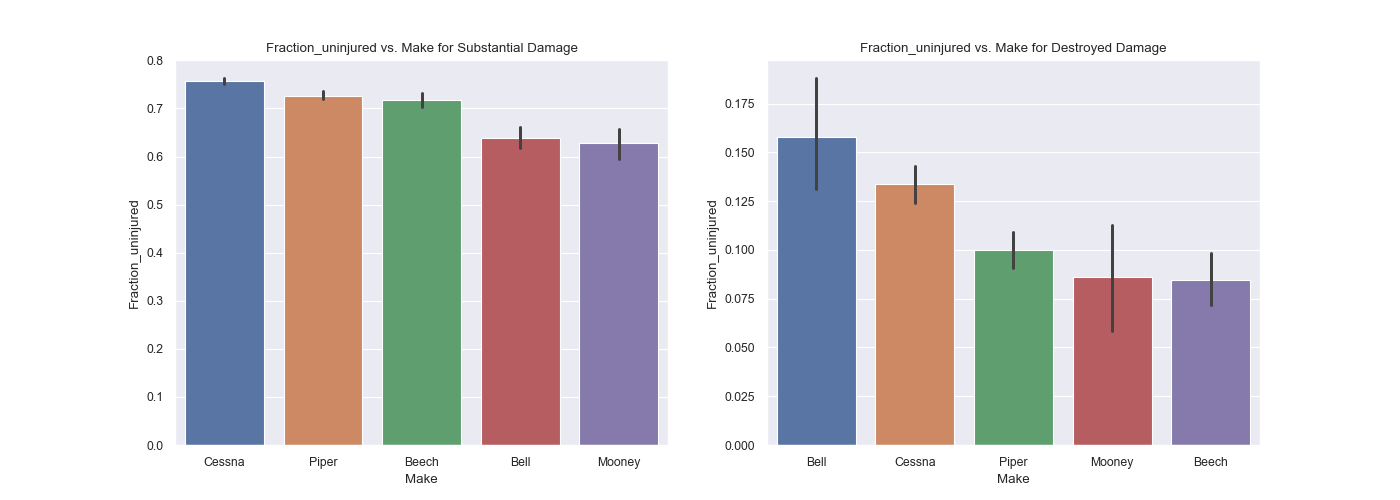 Fraction_uninjured vs. Make for Substantial Damage
0.8
0.7
0.6
0.5
0.4
0.3
0.2
0.1
0.0
Fraction_uninjured
Cessna Piper Beech Bell Mooney
Make
Fraction_uninjured vs. Make for Destroyed Damage
0.175
0.150
0.125
0.100
0.075
0.050
0.025
0.000
Fraction_uninjured
Bell Cessna Piper Mooney Beech
Make